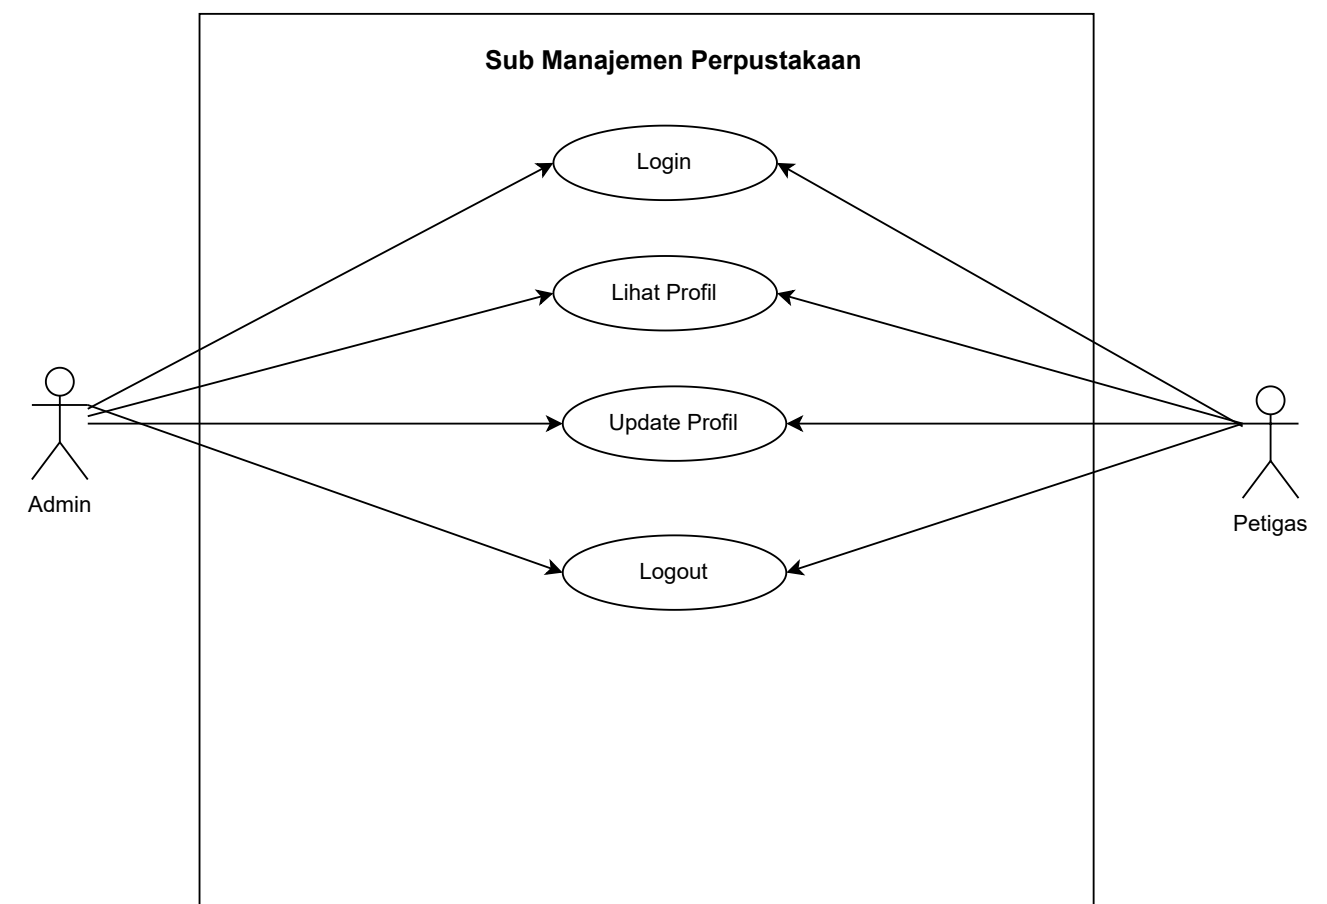 Sub Manajemen Perpustakaan
Login
Lihat Profil
Update Profil
Admin
Petigas
Logout